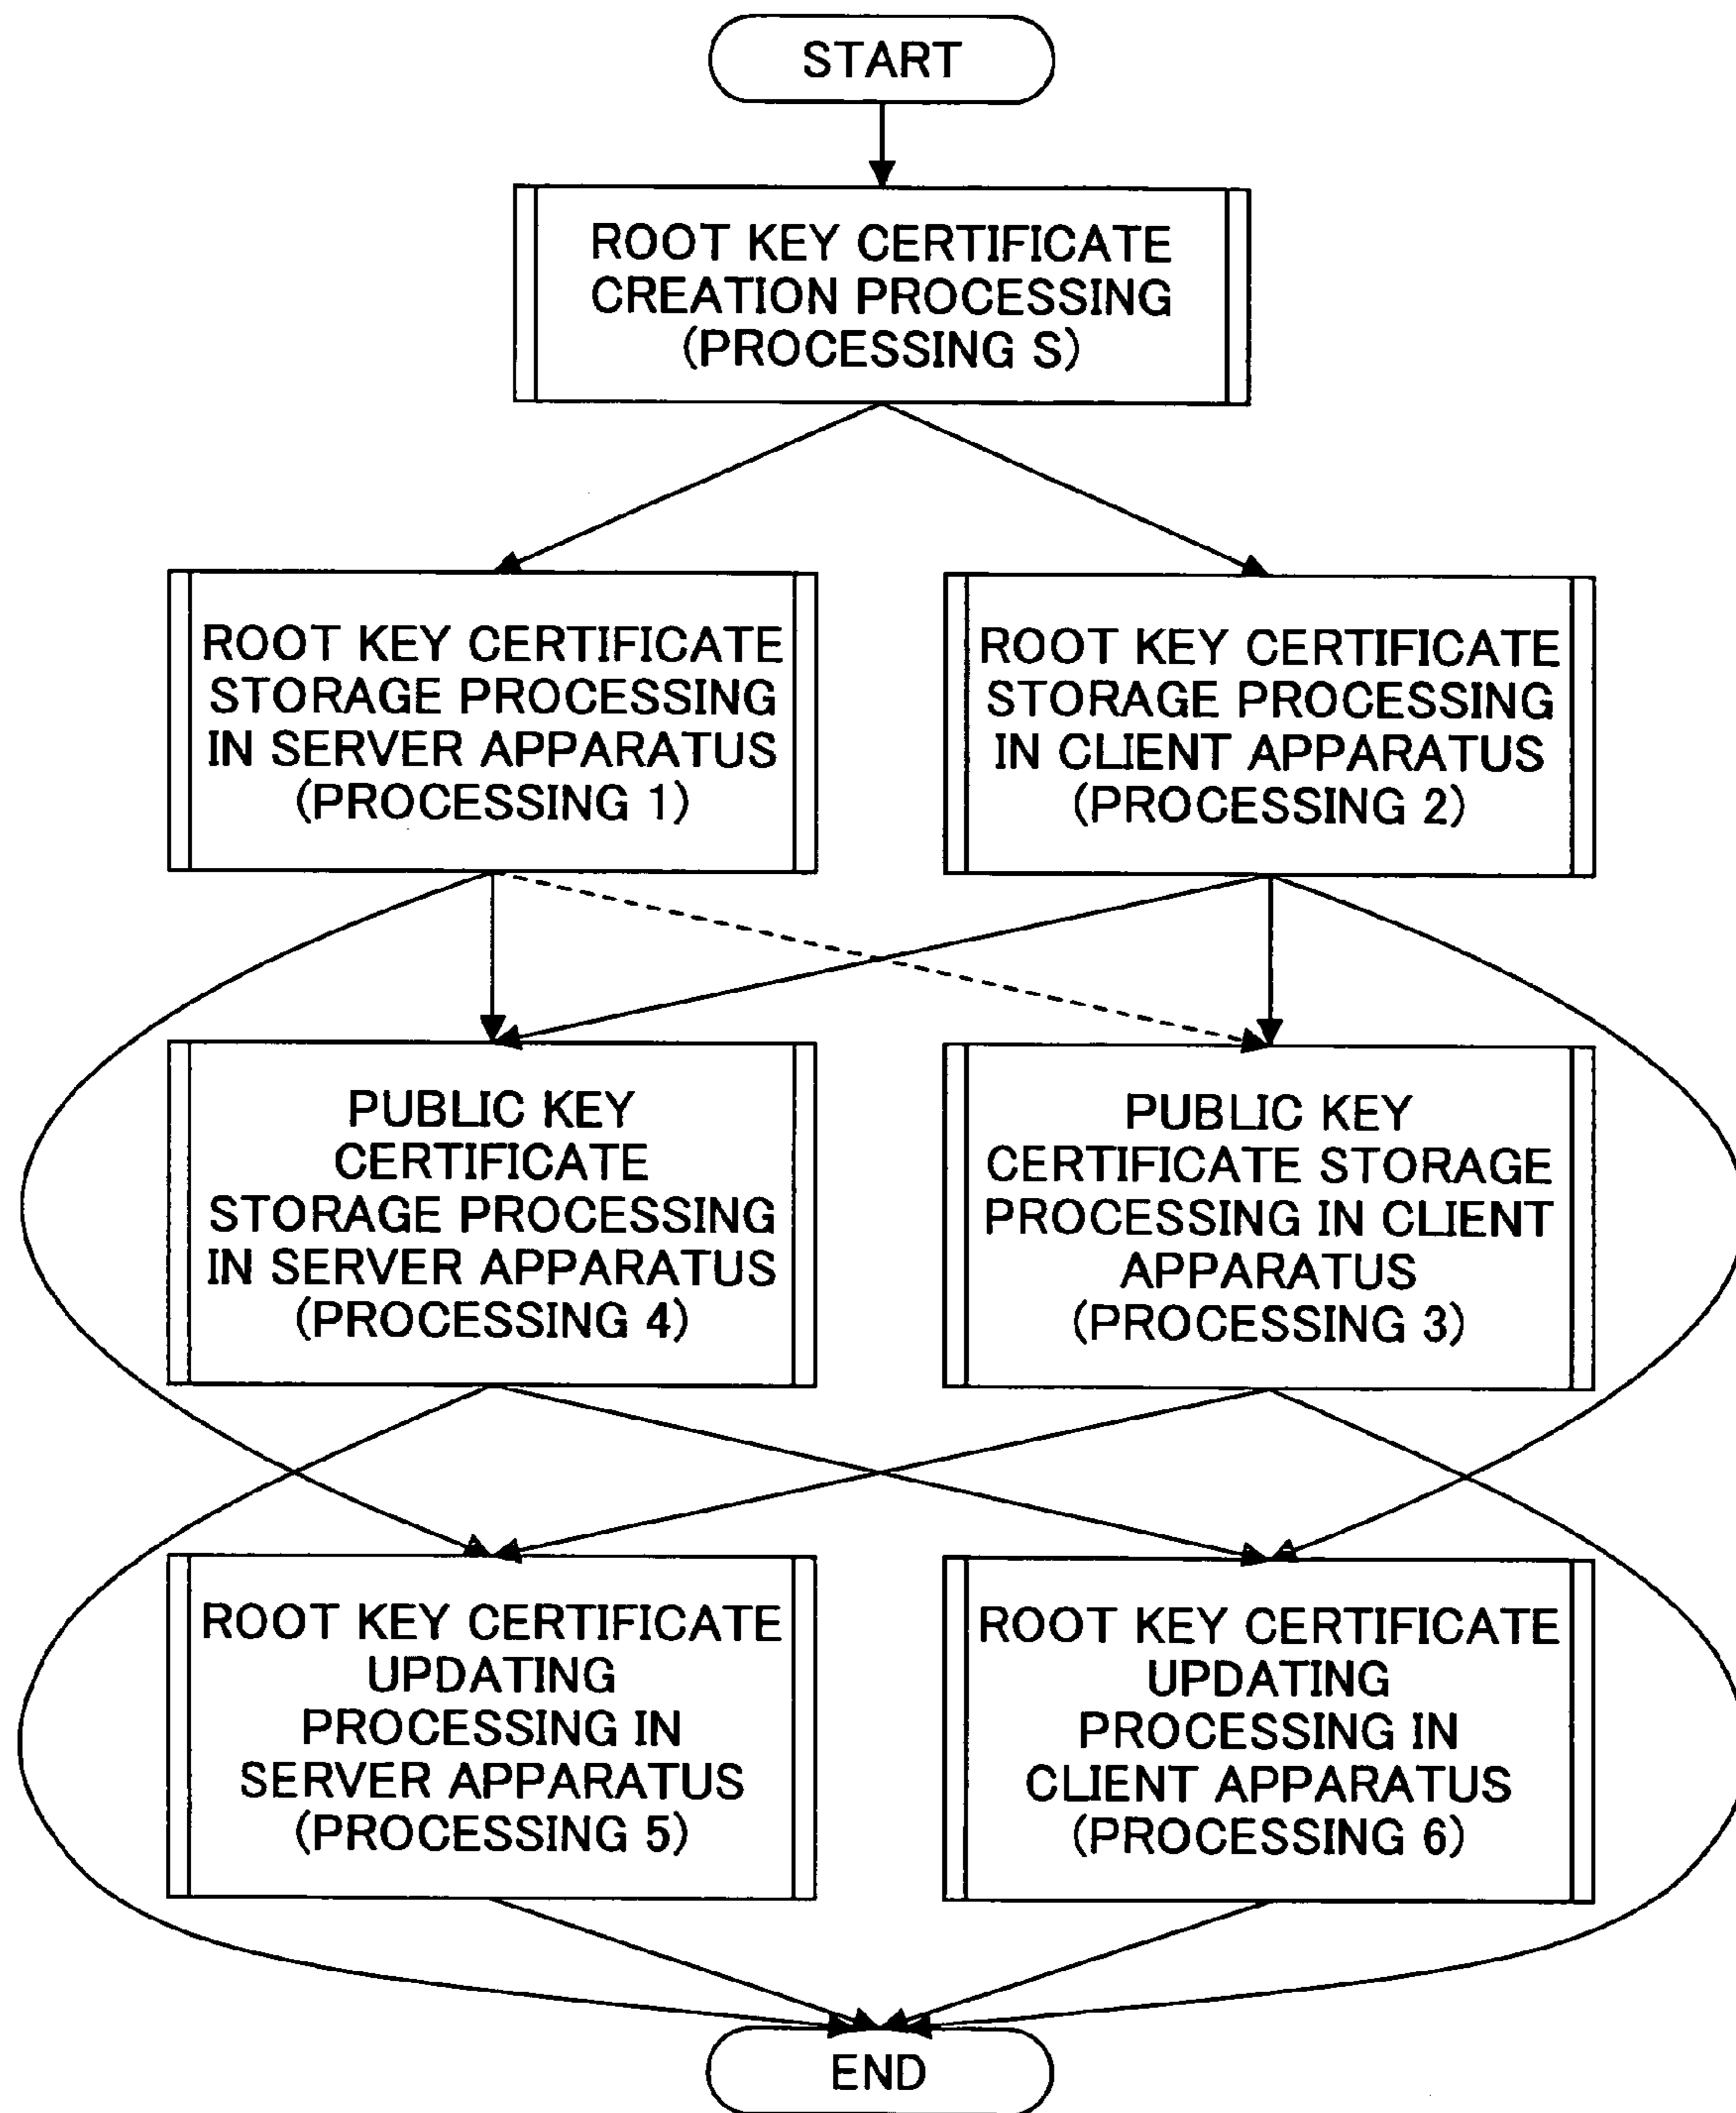 START
ROOT KEY CERTIFICATE
CREATION PROCESSING
(PROCESSING S)
ROOT KEY CERTIFICATE
STORAGE PROCESSING
IN SERVER APPARATUS
(PROCESSING 1)
ROOT KEY CERTIFICATE
STORAGE PROCESSING
IN CLIENT APPARATUS
(PROCESSING 2)
PUBLIC KEY
CERTIFICATE
STORAGE PROCESSING
IN SERVER APPARATUS
(PROCESSING 4)
PUBLIC KEY
CERTIFICATE STORAGE
PROCESSING IN CLIENT
APPARATUS
(PROCESSING 3)
ROOT KEY CERTIFICATE
UPDATING
PROCESSING IN
SERVER APPARATUS
(PROCESSING 5)
ROOT KEY CERTIFICATE
UPDATING
PROCESSING IN
CLIENT APPARATUS
(PROCESSING 6)
END